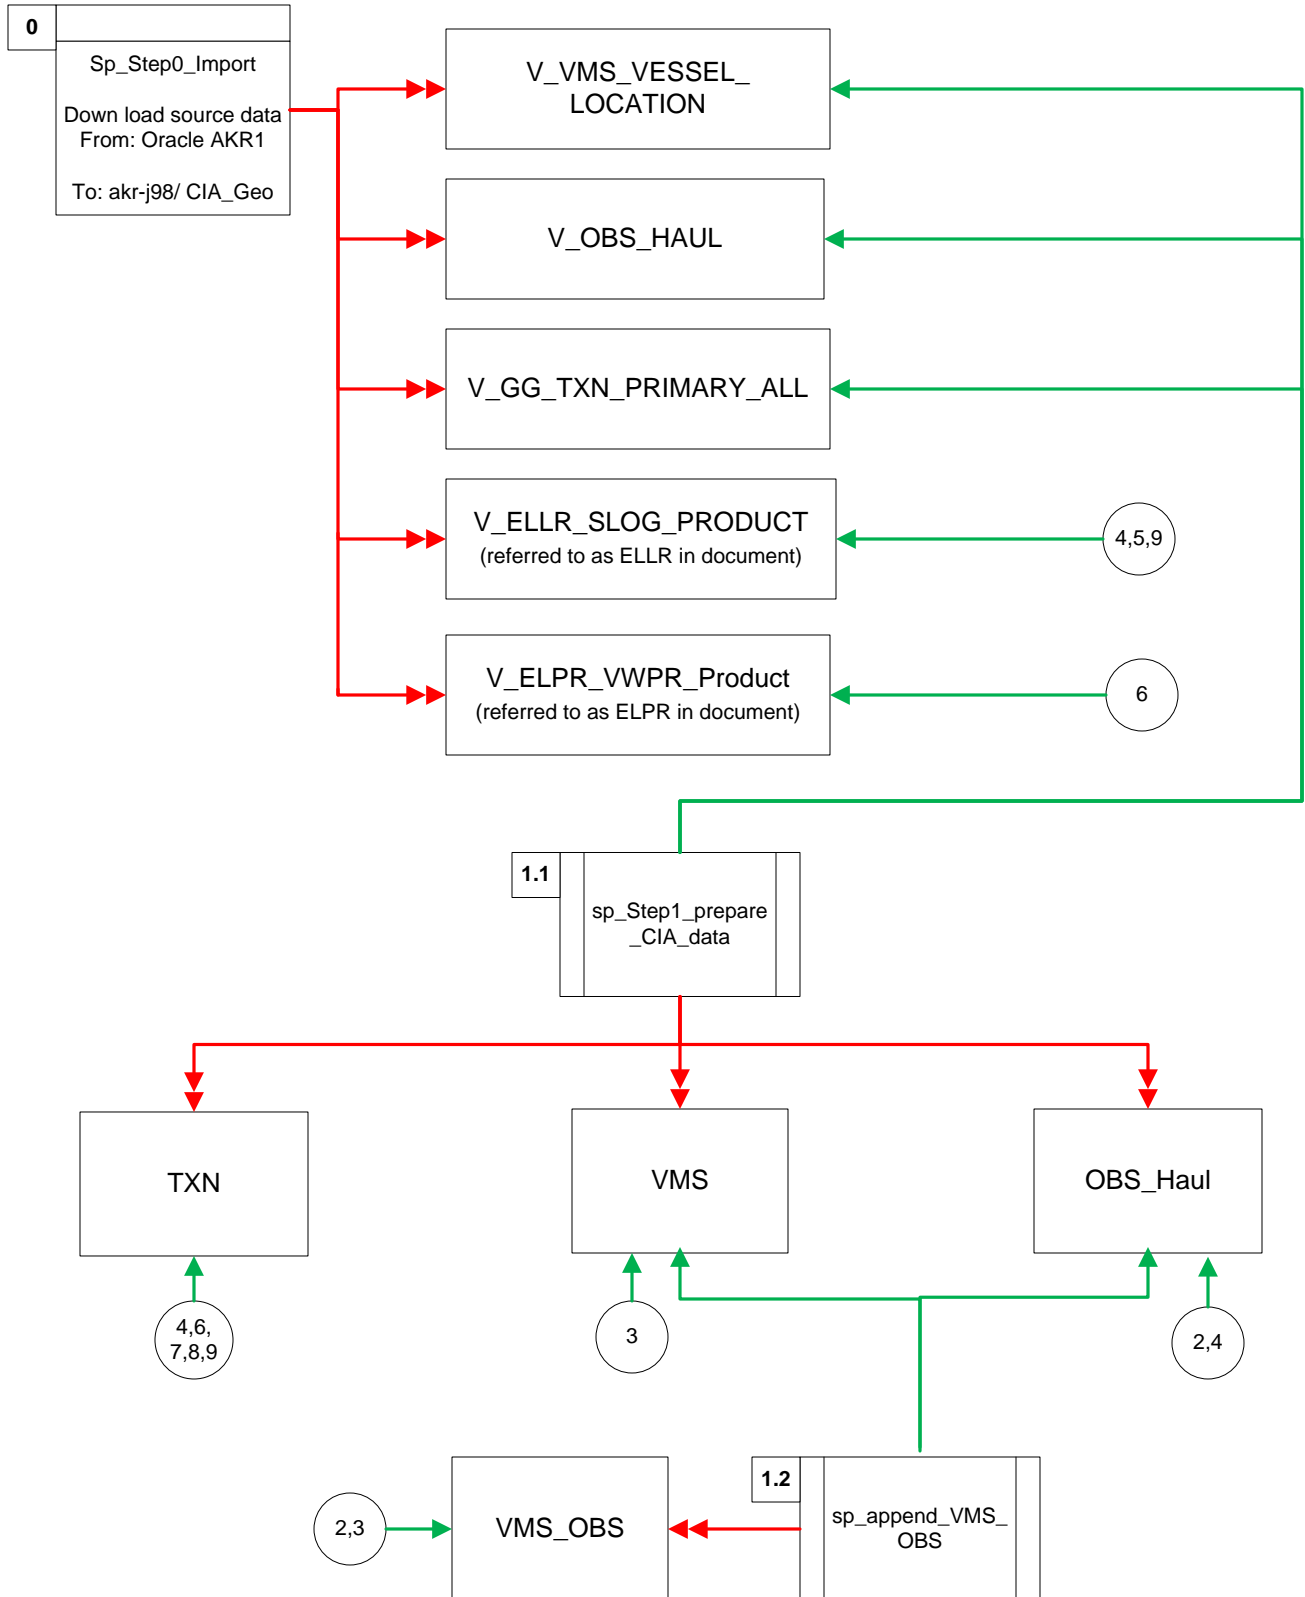 0
Sp_Step0_Import
Down load source data
From: Oracle AKR1
To: akr-j98/ CIA_Geo
V_VMS_VESSEL_
LOCATION
V_OBS_HAUL
V_GG_TXN_PRIMARY_ALL
V_ELLR_SLOG_PRODUCT
(referred to as ELLR in document)
4,5,9
V_ELPR_VWPR_Product
(referred to as ELPR in document)
6
1.1
sp_Step1_prepare
_CIA_data
TXN
VMS
OBS_Haul
4,6,
7,8,9
3
2,4
2,3
VMS_OBS
1.2
sp_append_VMS_
OBS